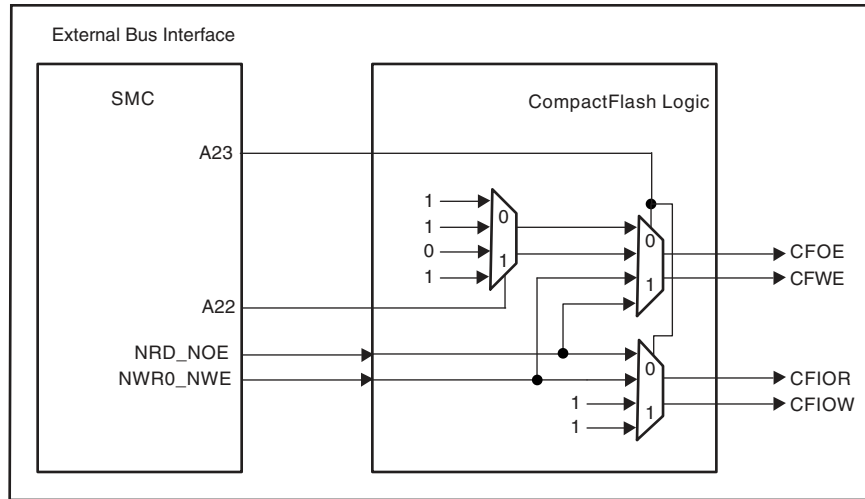 External Bus Interface
SMC
CompactFlash Logic
A23
1
1
0
1
0
1
0
1
CFOE
CFWE
A22
NRD_NOE
NWR0_NWE
0
1
1
1
CFIOR
CFIOW